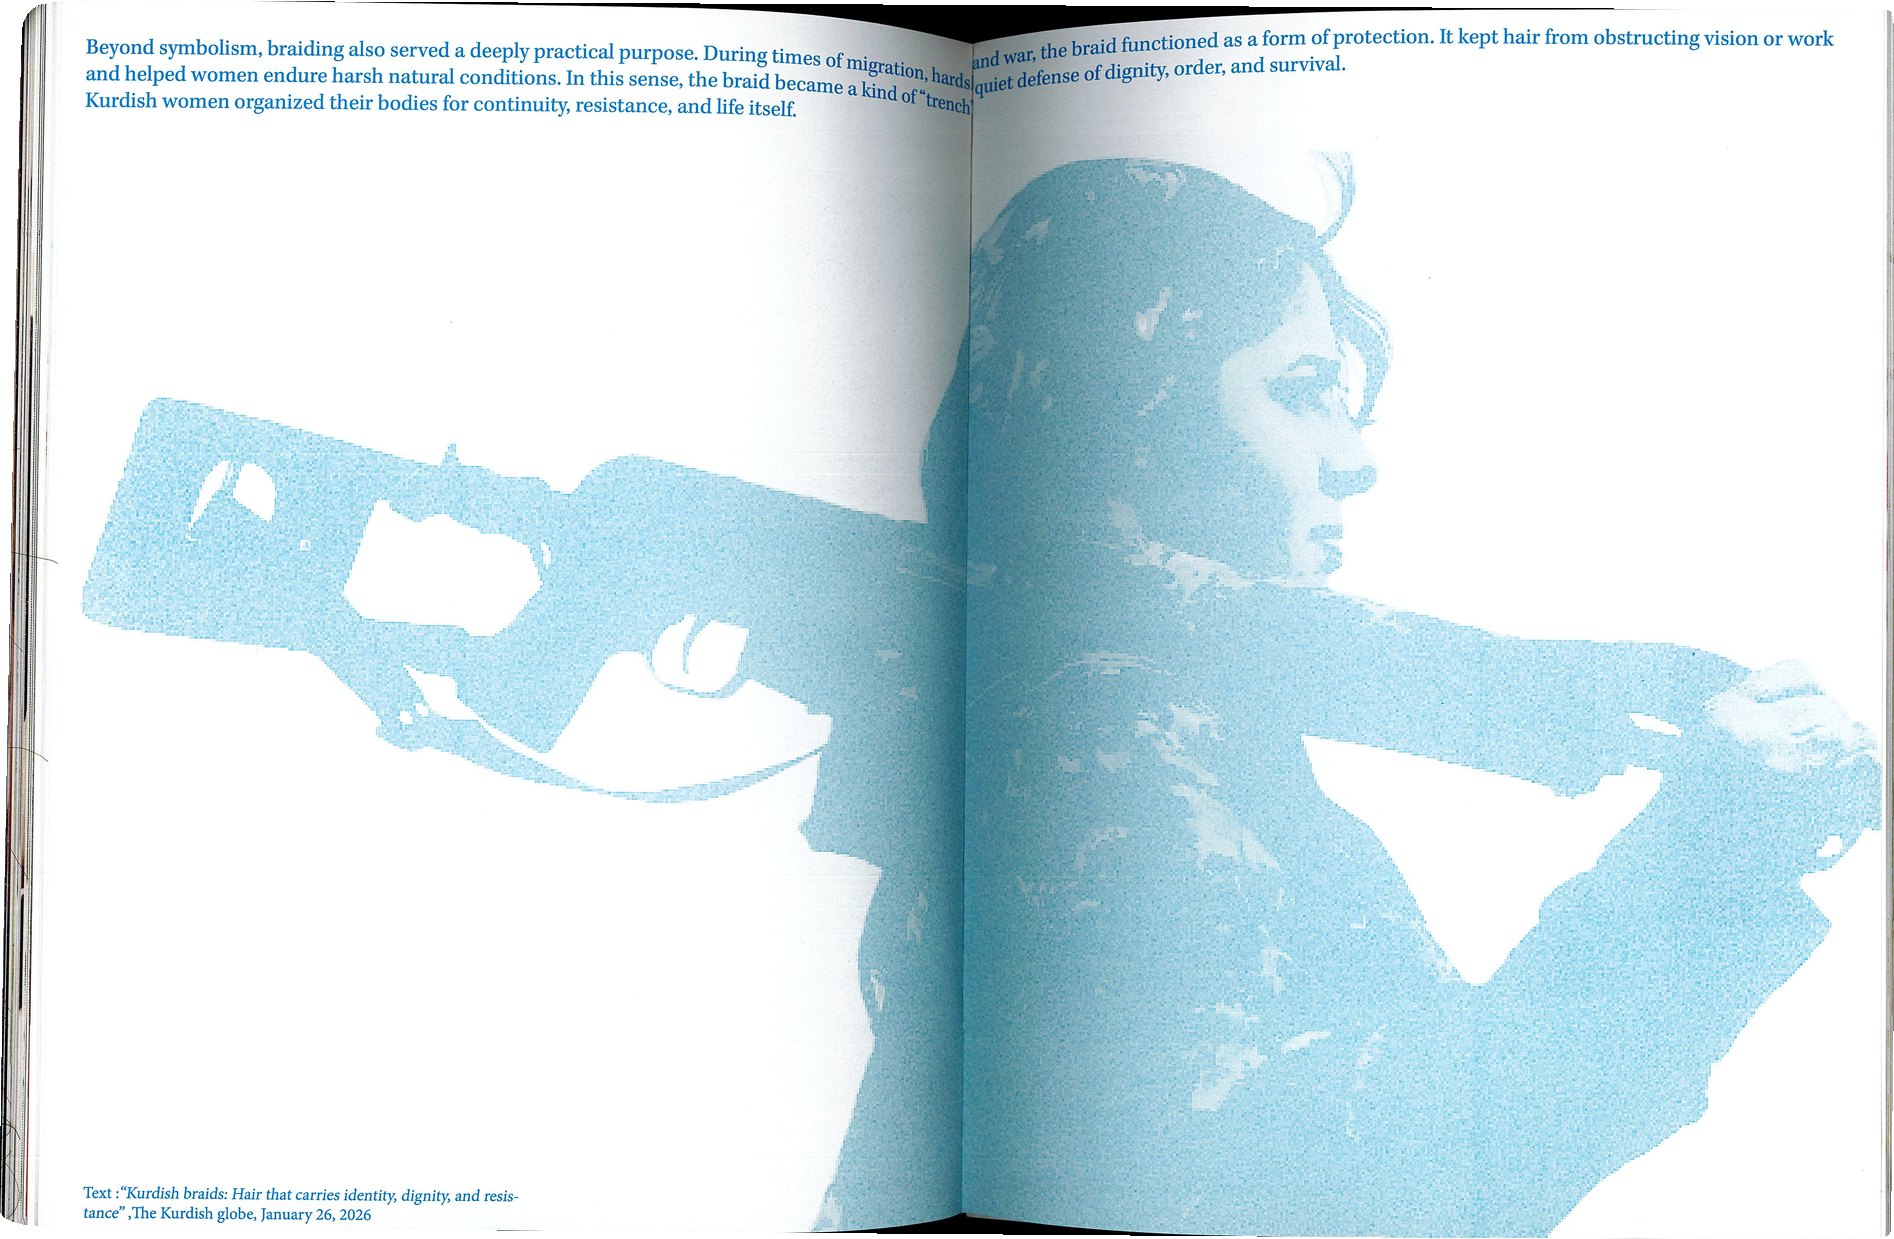 Beyond symbolism, braiding also served a deeply practical purpose. During times of migration, and war, the braid functioned as a form of protection. It kept hair from obstructing vision or work
and helped women endure harsh natural conditions. In this sense, the braid became a kind of “trench” quiet defense of dignity, order, and survival.
Kurdish women organized their bodies for continuity, resistance, and life itself.
Text :“Kurdish braids: Hair that carries identity, dignity, and resis-
tance” ,The Kurdish globe, January 26, 2026